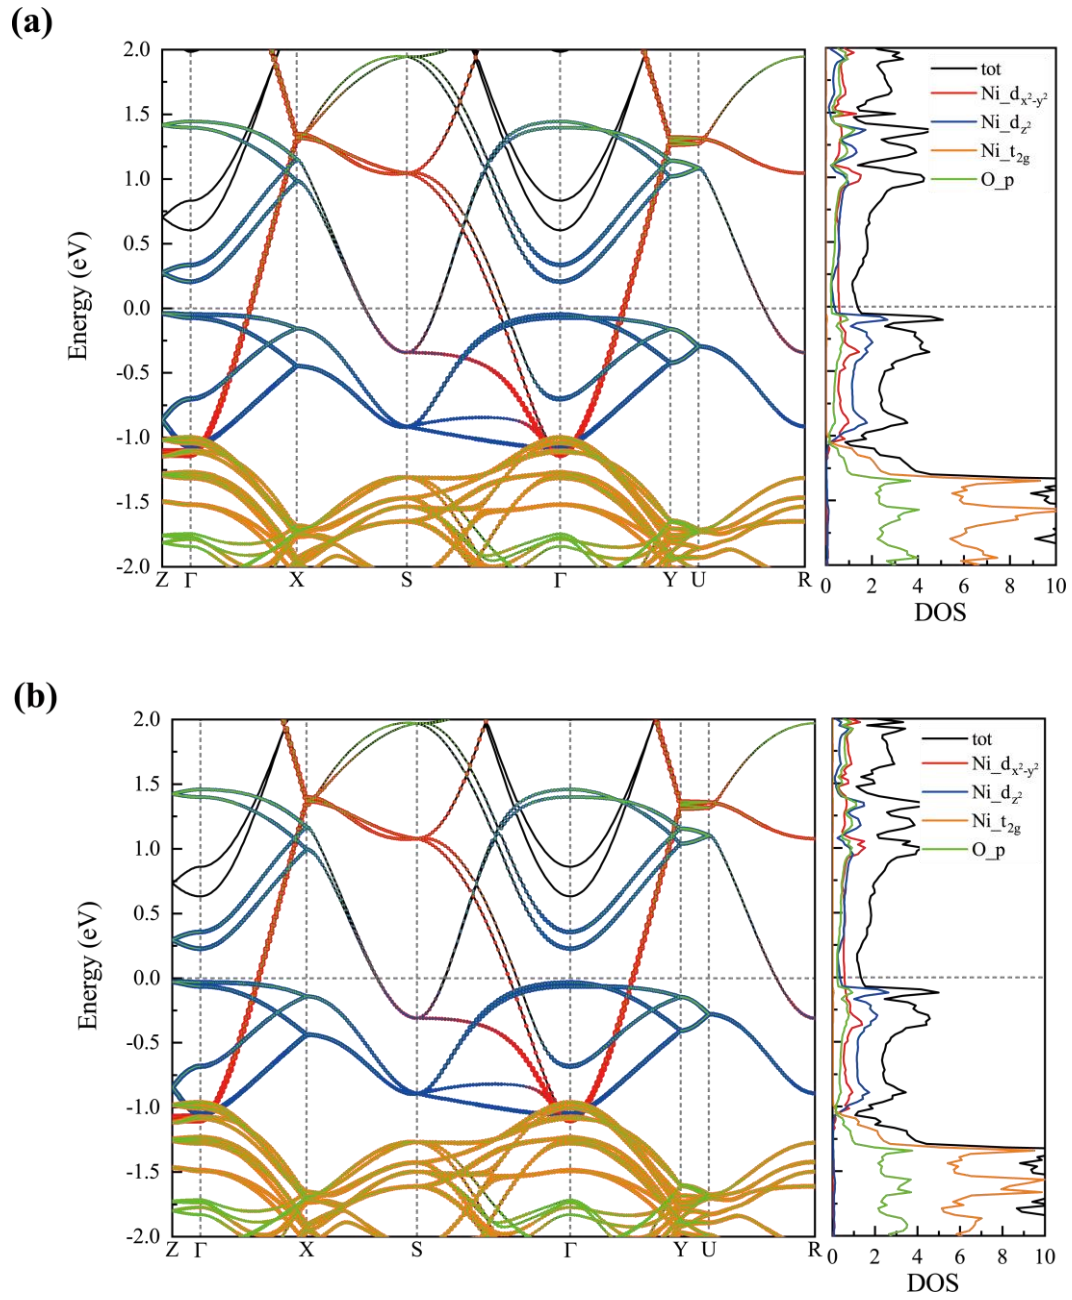 (a)
2.0
1.5
1.0
0.5
0.0
-0.5
-1.0
-1.5
-2.0
Energy (eV)
Z Γ X S Γ Y U R
tot
Ni_dx²-y²
Ni_dz²
Ni_t2g
O_p
0 2 4 6 8 10
DOS
(b)
2.0
1.5
1.0
0.5
0.0
-0.5
-1.0
-1.5
-2.0
Energy (eV)
Z Γ X S Γ Y U R
tot
Ni_dx²-y²
Ni_dz²
Ni_t2g
O_p
0 2 4 6 8 10
DOS